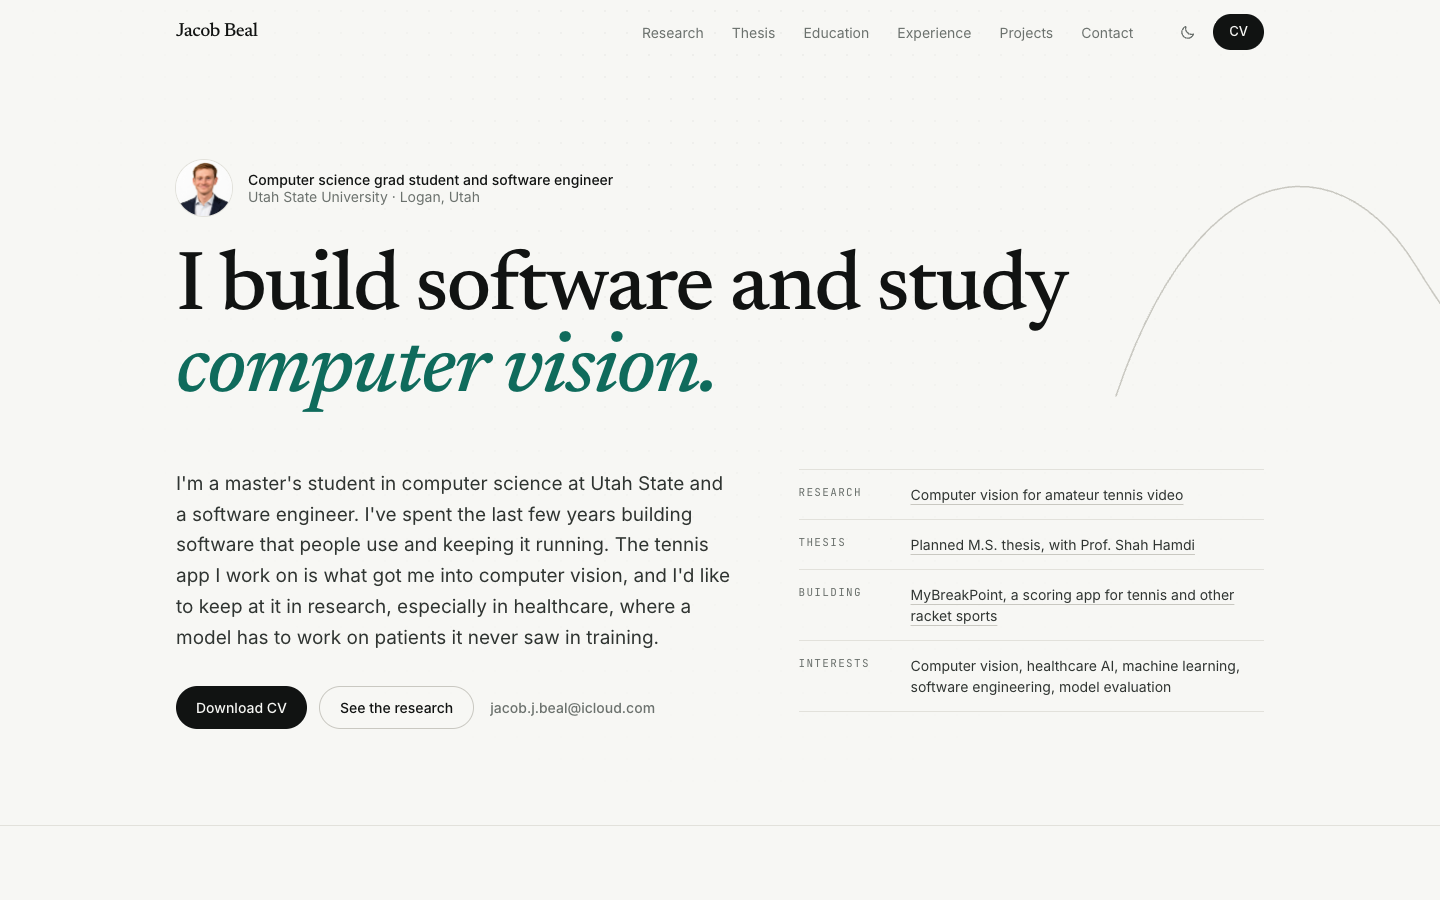 Jacob Beal
Research Thesis Education Experience Projects Contact CV
Computer science grad student and software engineer
Utah State University · Logan, Utah
I build software and study
computer vision.
I'm a master's student in computer science at Utah State and
a software engineer. I've spent the last few years building
software that people use and keeping it running. The tennis
app I work on is what got me into computer vision, and I'd like
to keep at it in research, especially in healthcare, where a
model has to work on patients it never saw in training.
Download CV See the research jacob.j.beal@icloud.com
RESEARCH Computer vision for amateur tennis video
THESIS Planned M.S. thesis, with Prof. Shah Hamdi
BUILDING MyBreakPoint, a scoring app for tennis and other
racket sports
INTERESTS Computer vision, healthcare AI, machine learning,
software engineering, model evaluation